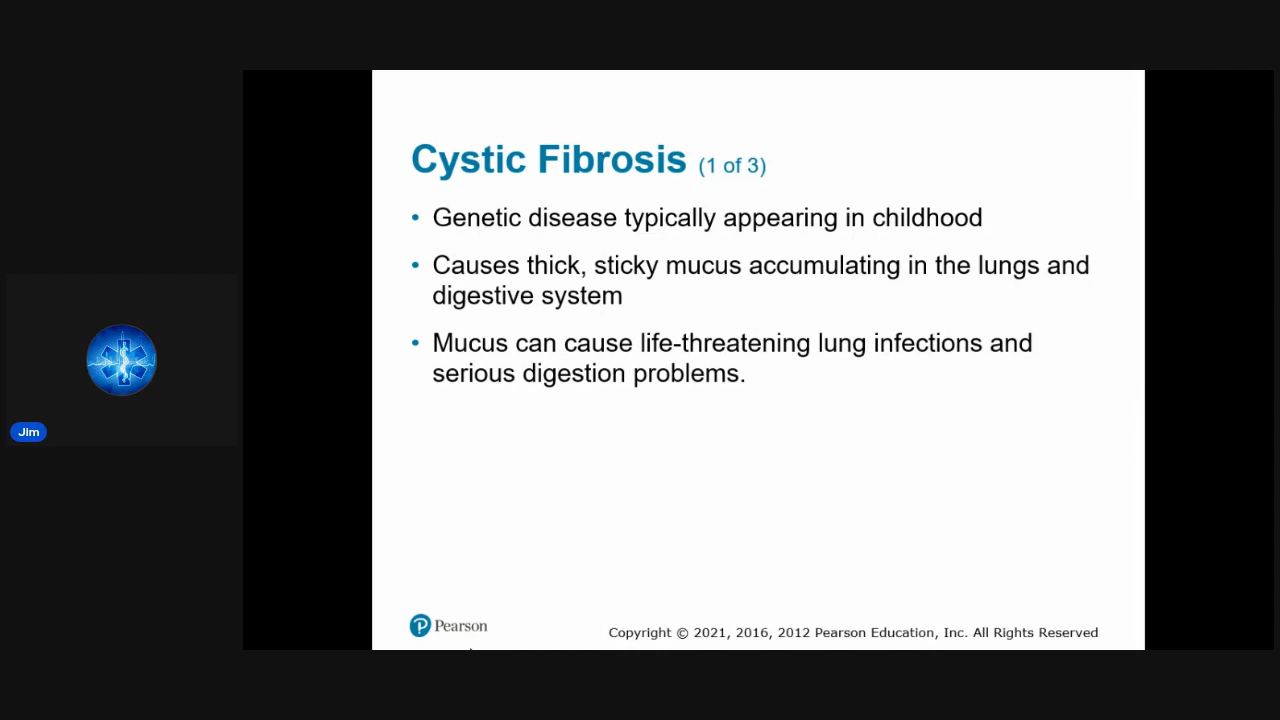 Cystic Fibrosis (1 of 3)
• Genetic disease typically appearing in childhood
• Causes thick, sticky mucus accumulating in the lungs and
digestive system
• Mucus can cause life-threatening lung infections and
serious digestion problems.
Jim
Pearson
Copyright © 2021, 2016, 2012 Pearson Education, Inc. All Rights Reserved